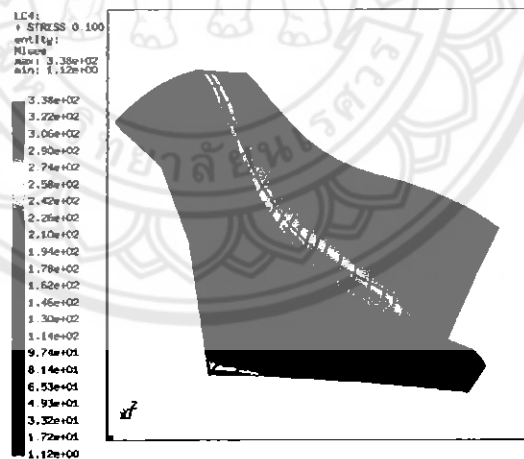 LC4:
STRESS 0.100
entity:
Mises
max: 3.38e+02
min: 1.12e+00
3.38e+02
3.22e+02
3.06e+02
2.90e+02
2.74e+02
2.58e+02
2.42e+02
2.26e+02
2.10e+02
1.94e+02
1.78e+02
1.62e+02
1.46e+02
1.30e+02
1.14e+02
9.74e+01
8.14e+01
6.53e+01
4.93e+01
3.32e+01
1.72e+01
1.12e+00